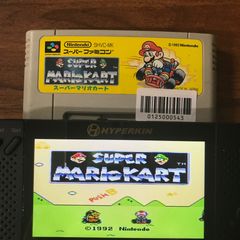 SHVC-MK
スーパーファミコン
©1992 Nintendo
SUPER
MARIOKART
スーパーマリオカート
0125000543
HYPERKIN
SUPER
MARIOKART
PUSH B
©1992 Nintendo